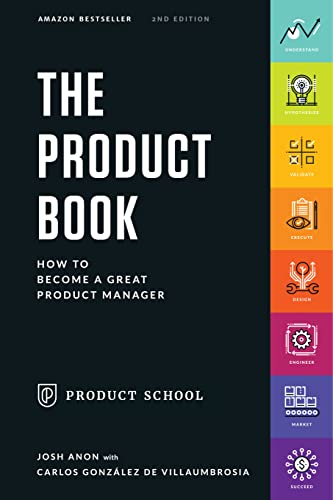 AMAZON BESTSELLER 2ND EDITION
THE
PRODUCT
BOOK
HOW TO
BECOME A GREAT
PRODUCT MANAGER
PRODUCT SCHOOL
JOSH ANON with
CARLOS GONZÁLEZ DE VILLAUMBROSIA
UNDERSTAND
HYPOTHESIZE
VALIDATE
EXECUTE
DESIGN
ENGINEER
MARKET
SUCCEED